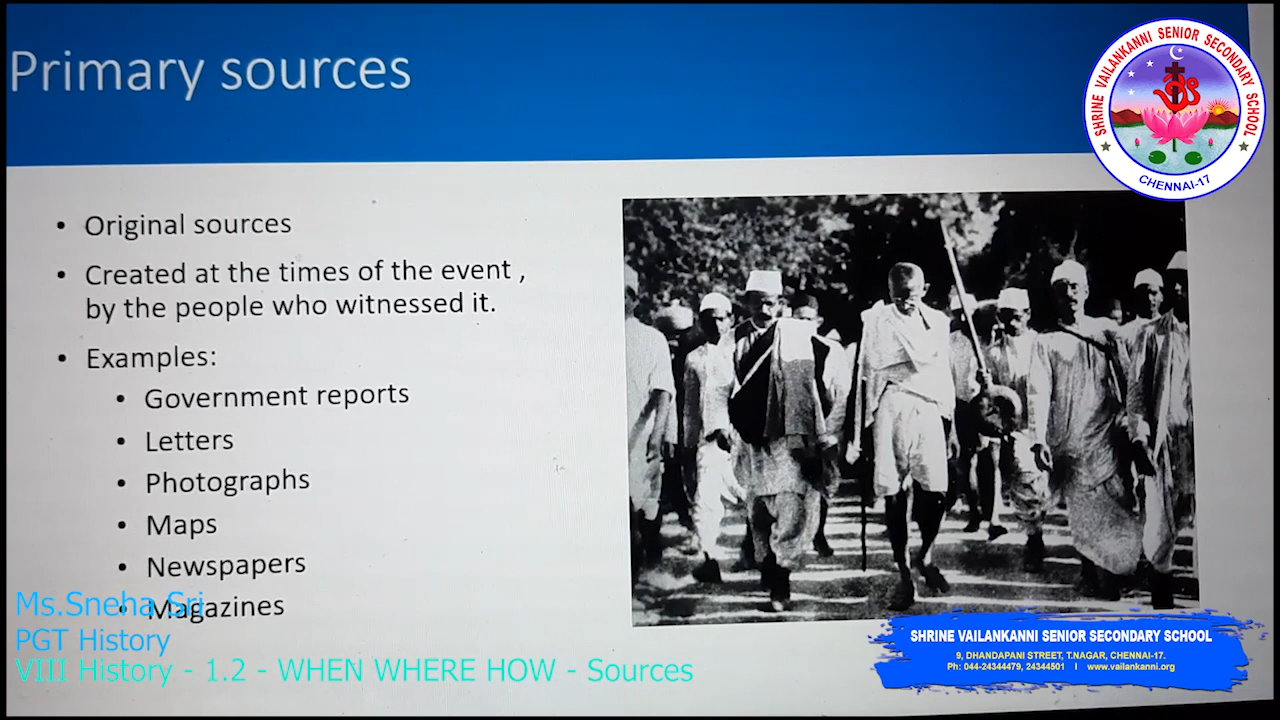 Primary sources
SHRINE VAILANKANNI SENIOR SECONDARY SCHOOL
CHENNAI-17
• Original sources
• Created at the times of the event ,
by the people who witnessed it.
• Examples:
• Government reports
• Letters
• Photographs
• Maps
• Newspapers
• Magazines
Ms.Sneha Sri
PGT History
VIII History - 1.2 - WHEN WHERE HOW - Sources
SHRINE VAILANKANNI SENIOR SECONDARY SCHOOL
9, DHANDAPANI STREET, T.NAGAR, CHENNAI-17.
Ph: 044-24344479, 24344501 I www.vailankanni.org